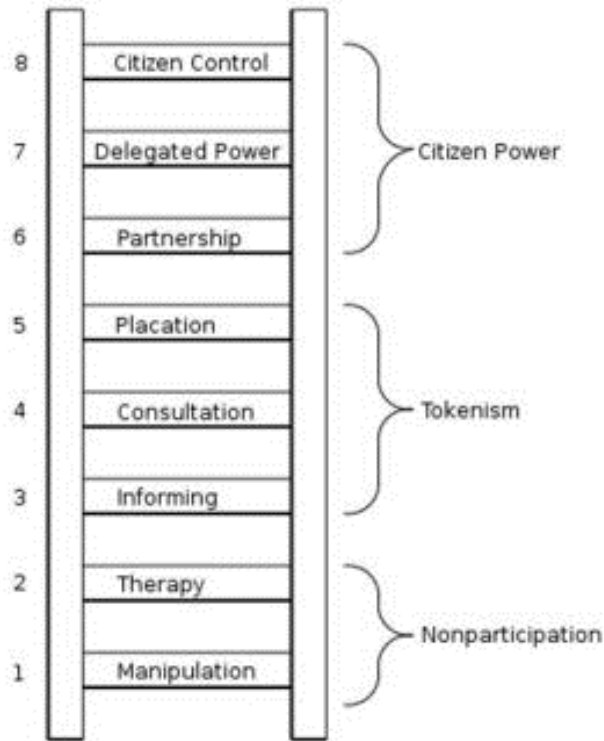 8 Citizen Control
7 Delegated Power
Citizen Power
6 Partnership
5 Placation
4 Consultation
Tokenism
3 Informing
2 Therapy
Nonparticipation
1 Manipulation